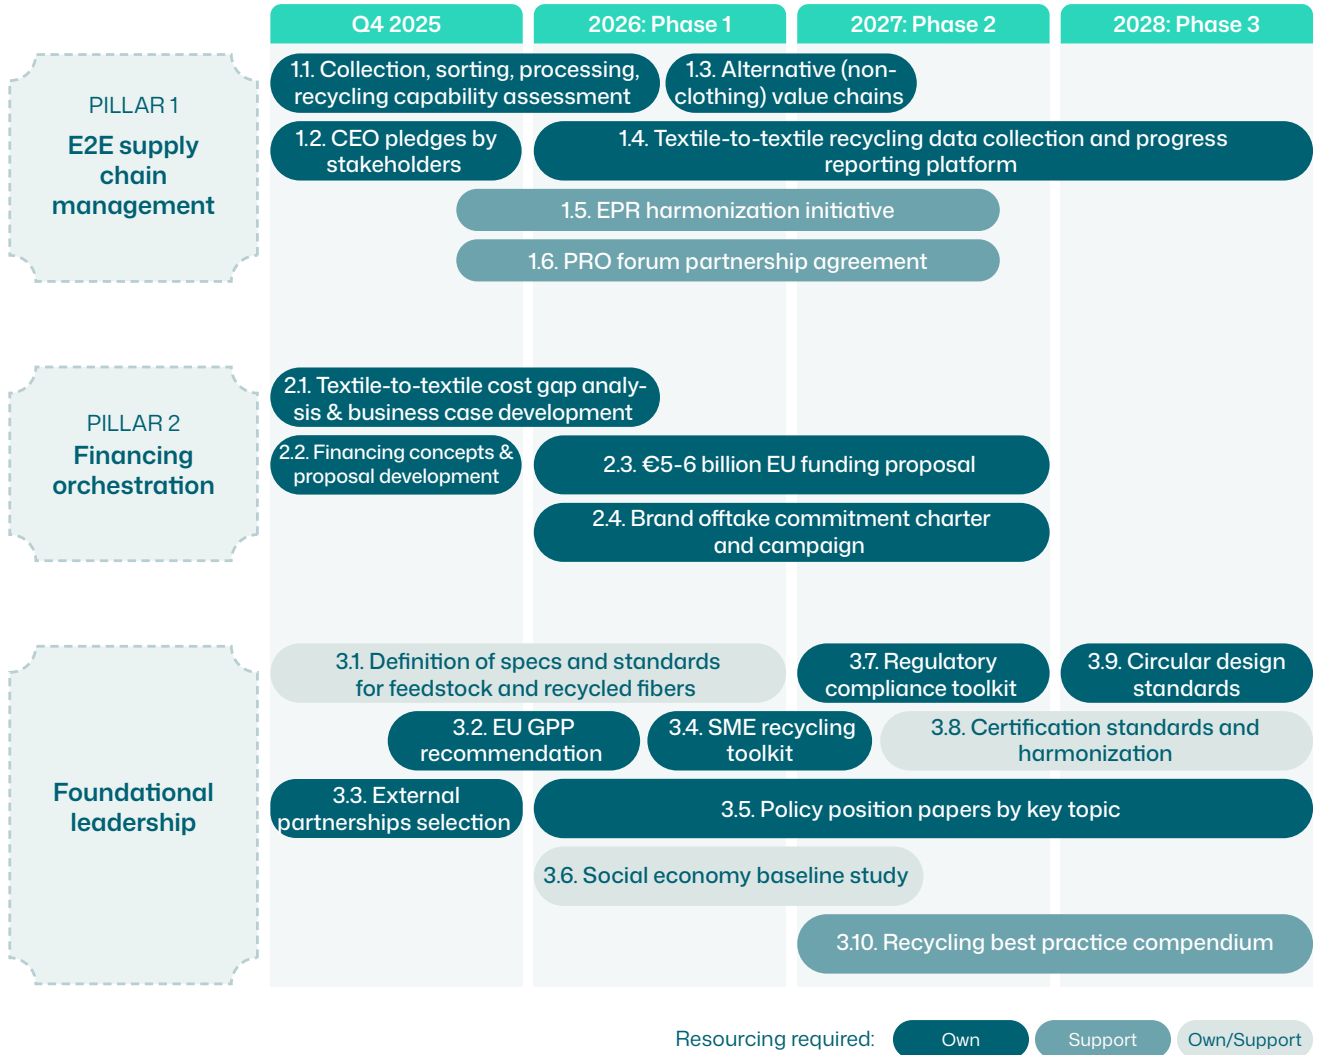 Q4 2025
2026: Phase 1
2027: Phase 2
2028: Phase 3
PILLAR 1
E2E supply
chain
management
1.1. Collection, sorting, processing,
recycling capability assessment
1.3. Alternative (non-
clothing) value chains
1.2. CEO pledges by
stakeholders
1.4. Textile-to-textile recycling data collection and progress
reporting platform
1.5. EPR harmonization initiative
1.6. PRO forum partnership agreement
PILLAR 2
Financing
orchestration
2.1. Textile-to-textile cost gap analy-
sis & business case development
2.2. Financing concepts &
proposal development
2.3. €5-6 billion EU funding proposal
2.4. Brand offtake commitment charter
and campaign
Foundational
leadership
3.1. Definition of specs and standards
for feedstock and recycled fibers
3.7. Regulatory
compliance toolkit
3.9. Circular design
standards
3.2. EU GPP
recommendation
3.4. SME recycling
toolkit
3.8. Certification standards and
harmonization
3.3. External
partnerships selection
3.5. Policy position papers by key topic
3.6. Social economy baseline study
3.10. Recycling best practice compendium
Resourcing required:
Own
Support
Own/Support